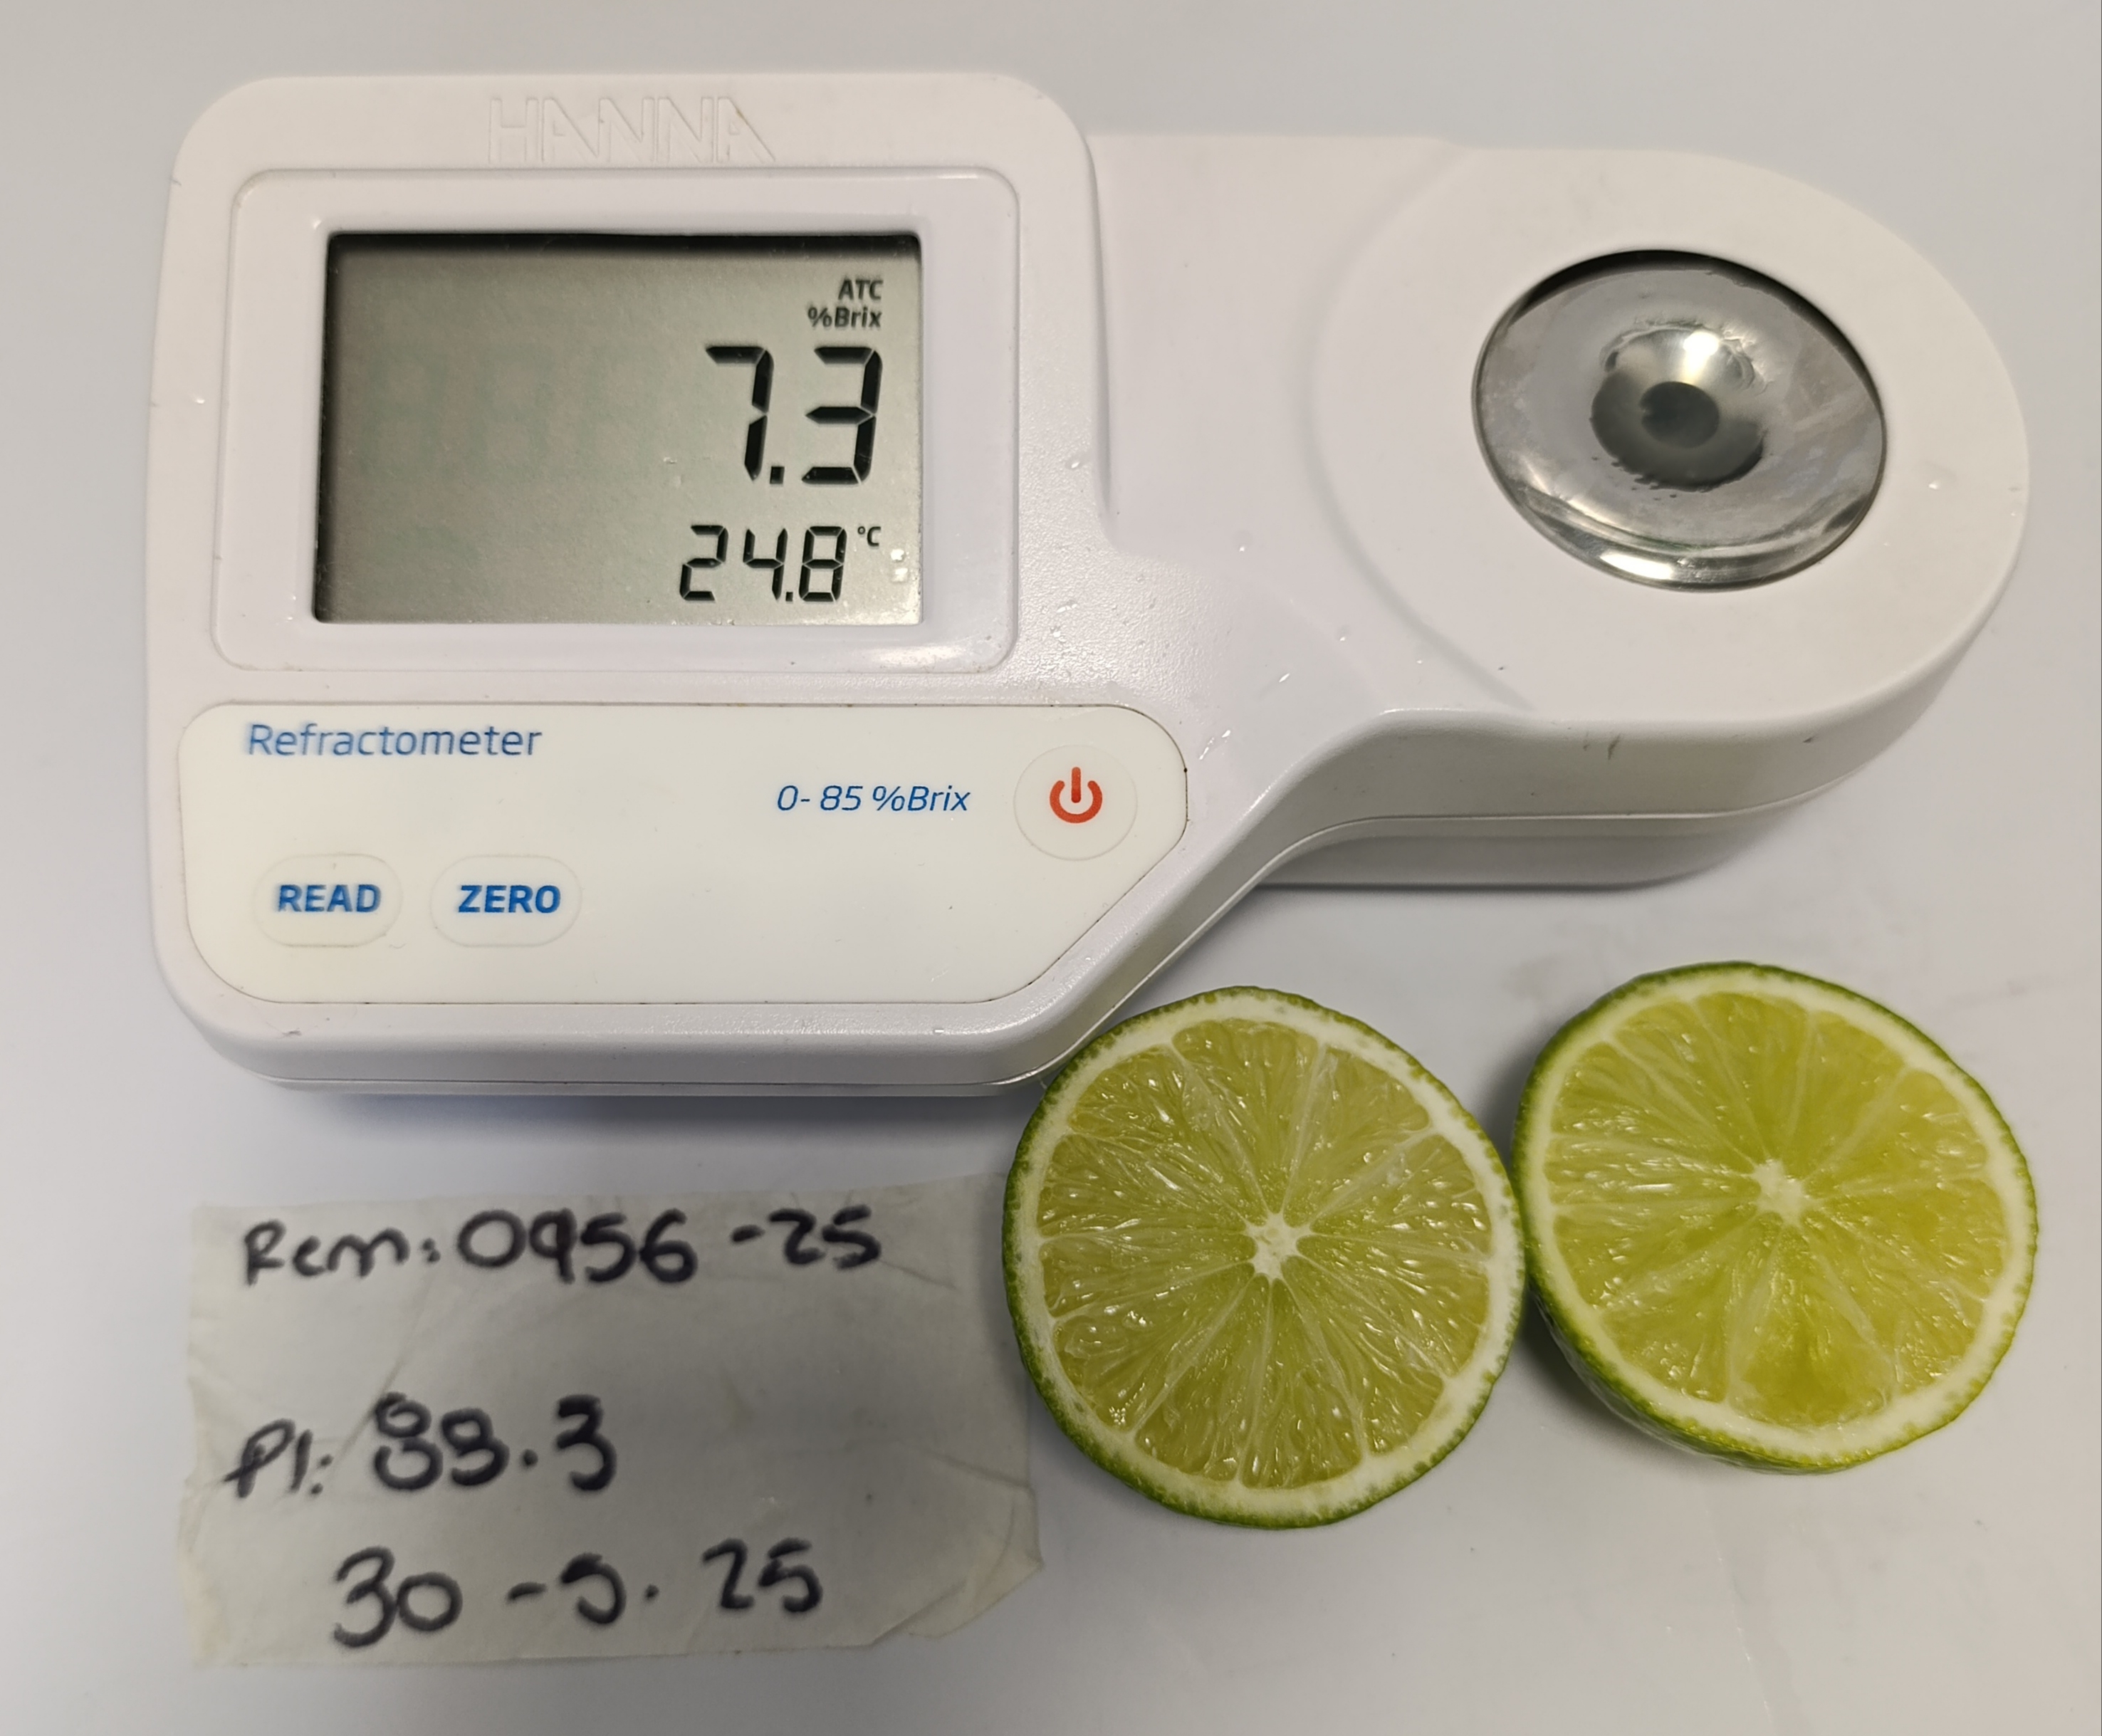 HANNA
ATC
%Brix
7.3
24.8 °C
Refractometer
0-85 %Brix
READ ZERO
Rem: 0956-25
Pl: 88.3
30-5. 25